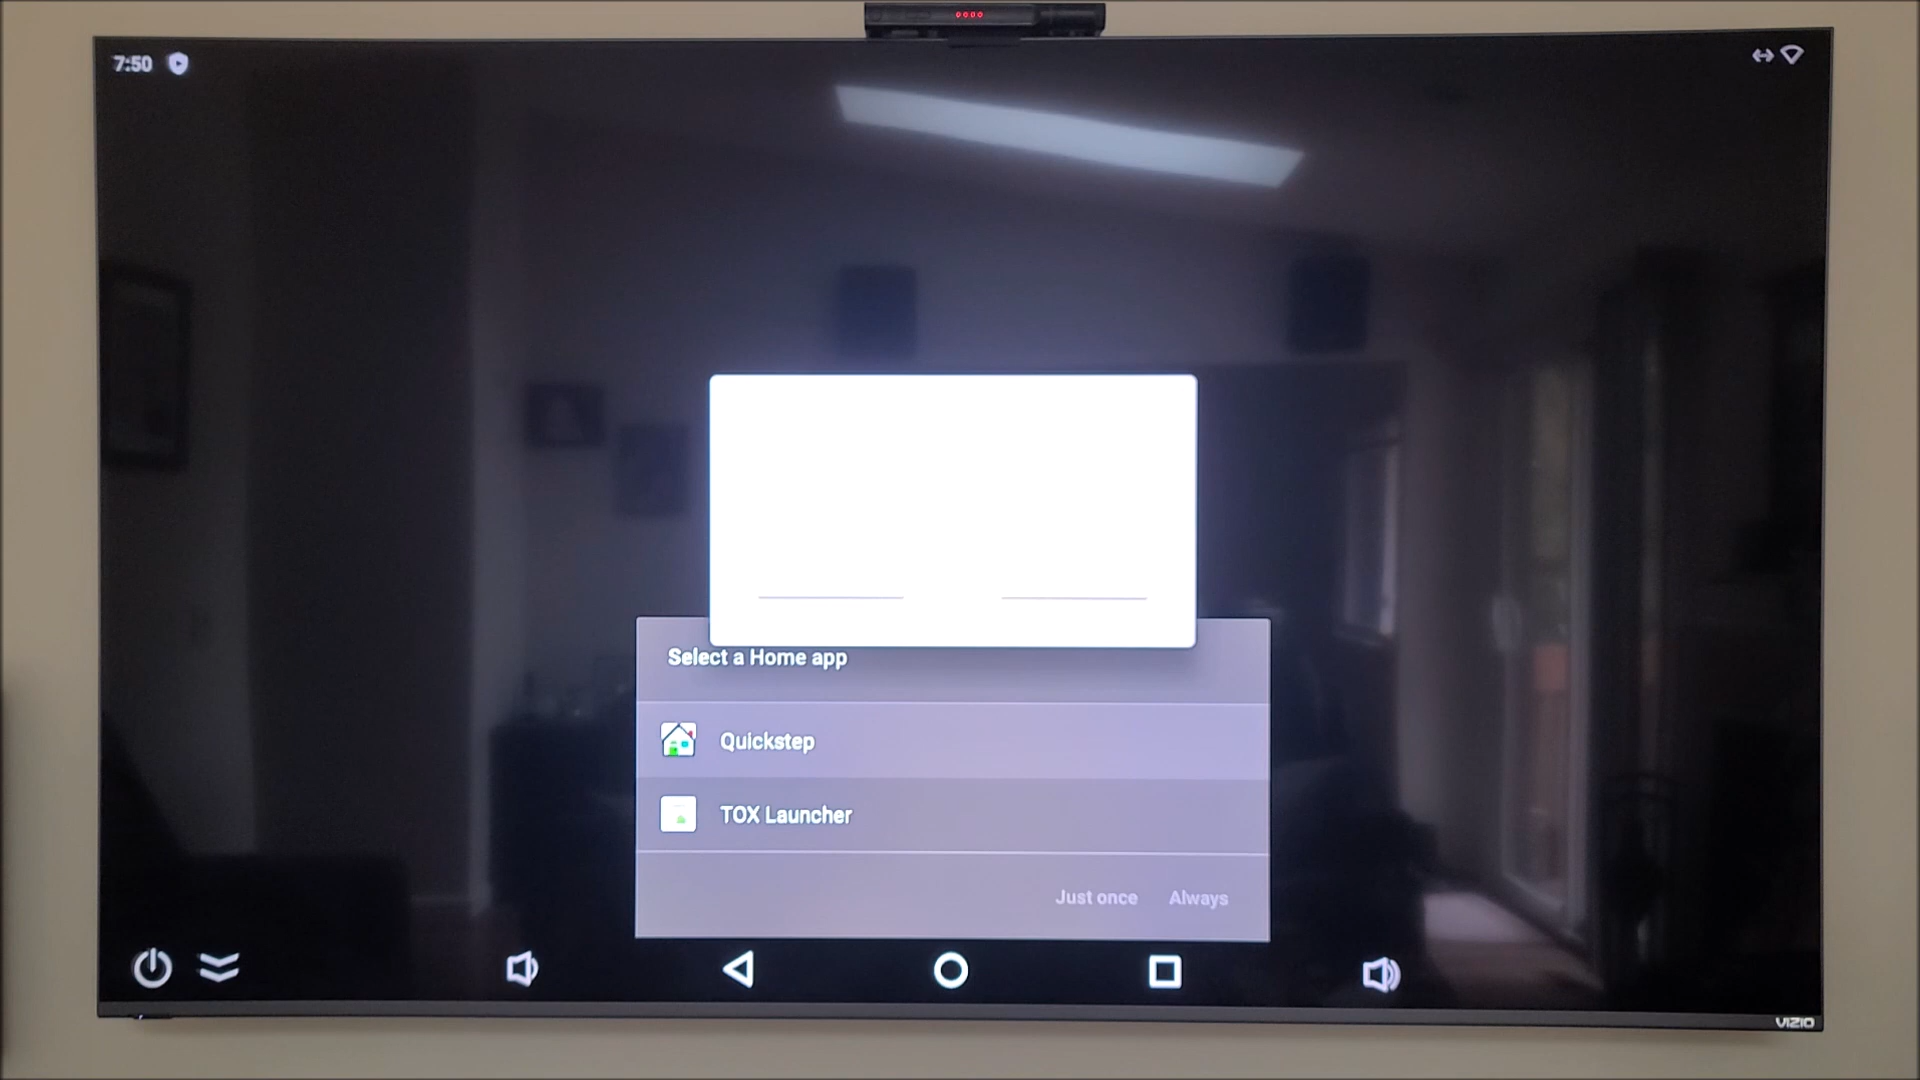 7:50
Select a Home app
Quickstep
TOX Launcher
Just once
Always
VIZIO